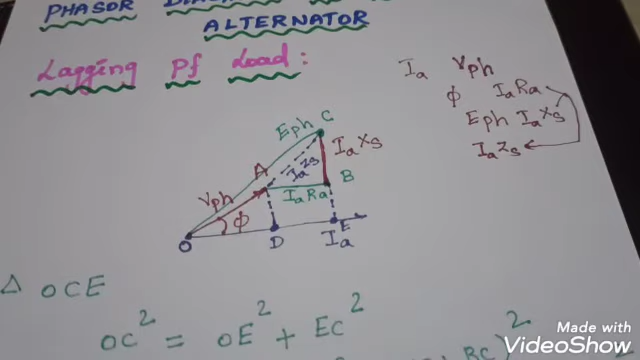 PHASOR
ALTERNATOR
Lagging Pf Load:
Ia Vph
ϕ IaRa
Eph IaXs
IaZs
Eph C
IaXs
A
IaZs
Vph
B
IaRa
ϕ
O
D
E
Ia
Δ OCE
OC² = OE² + EC²
BC)²
Made with
VideoShow